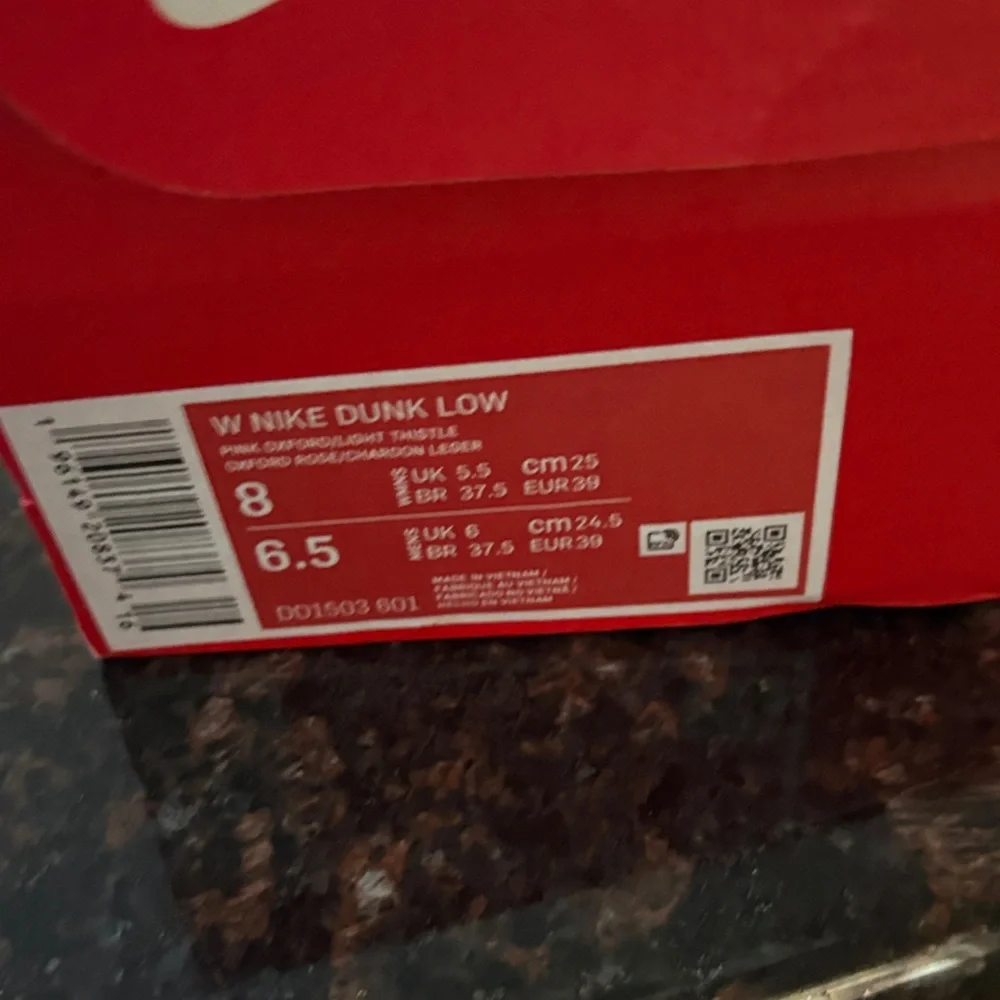 W NIKE DUNK LOW
PINK OXFORD/LIGHT THISTLE
OXFORD ROSE/CHARDON LEGER
8 WMNS UK 5.5 cm 25
BR 37.5 EUR 39
6.5 MENS UK 6 cm 24.5
BR 37.5 EUR 39
DD1503 601
MADE IN VIETNAM /
FABRIQUE AU VIETNAM /
FABRICADO NO VIETNÃ /
HECHO EN VIETNAM